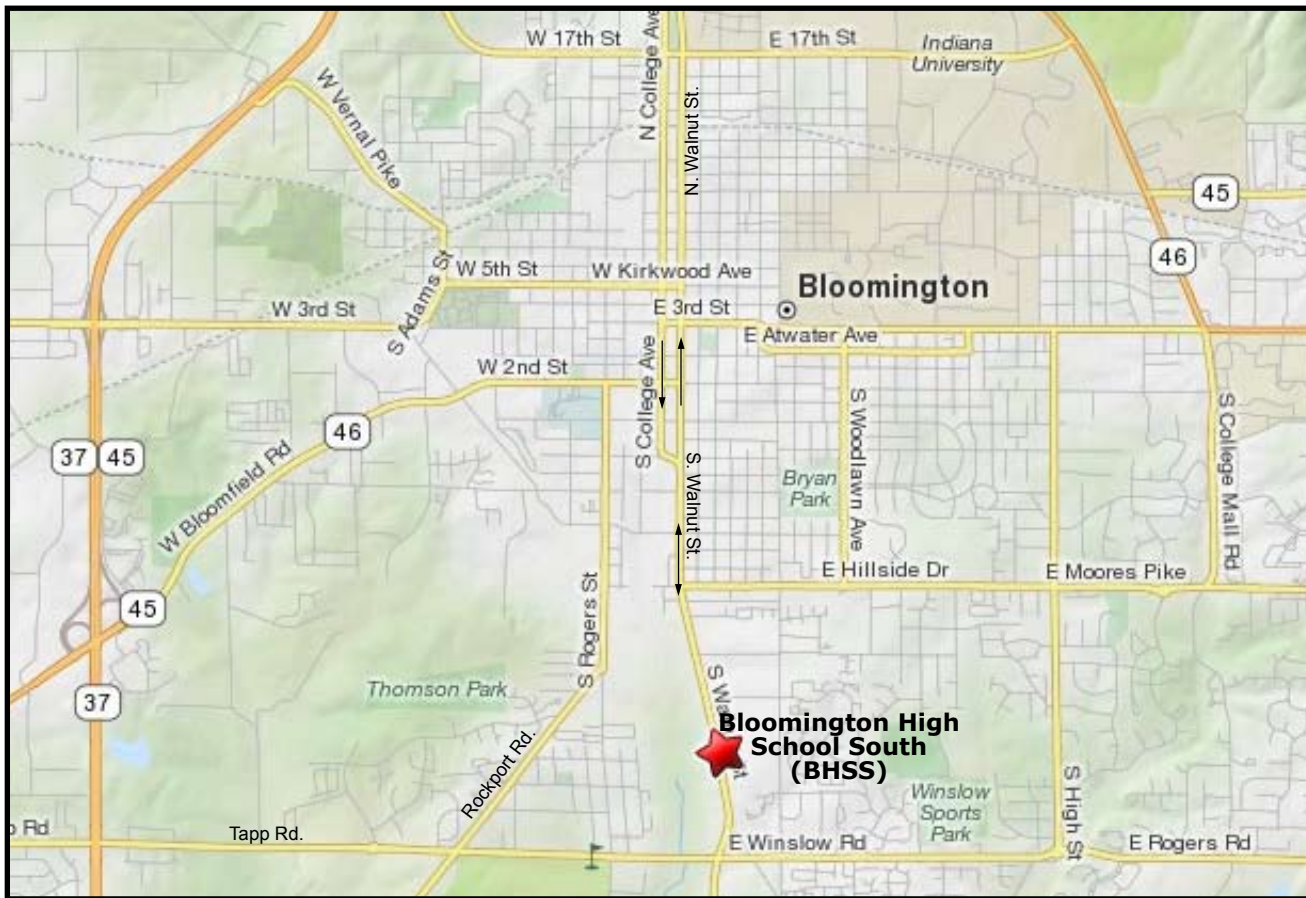 W 17th St
E 17th St
Indiana
University
N College Ave
N. Walnut St.
W Vernal Pike
45
46
W 5th St
W Kirkwood Ave
Bloomington
W 3rd St
S Adams St
E 3rd St
E Atwater Ave
W 2nd St
S College Ave
S Woodlawn Ave
S College Mall Rd
46
37
45
W Bloomfield Rd
Bryan
Park
S. Walnut St.
E Hillside Dr
E Moores Pike
45
S Rogers St
37
Thomson Park
Bloomington High
School South
(BHSS)
Rockport Rd.
Winslow
Sports
Park
S High St
Rd
Tapp Rd.
E Winslow Rd
E Rogers Rd